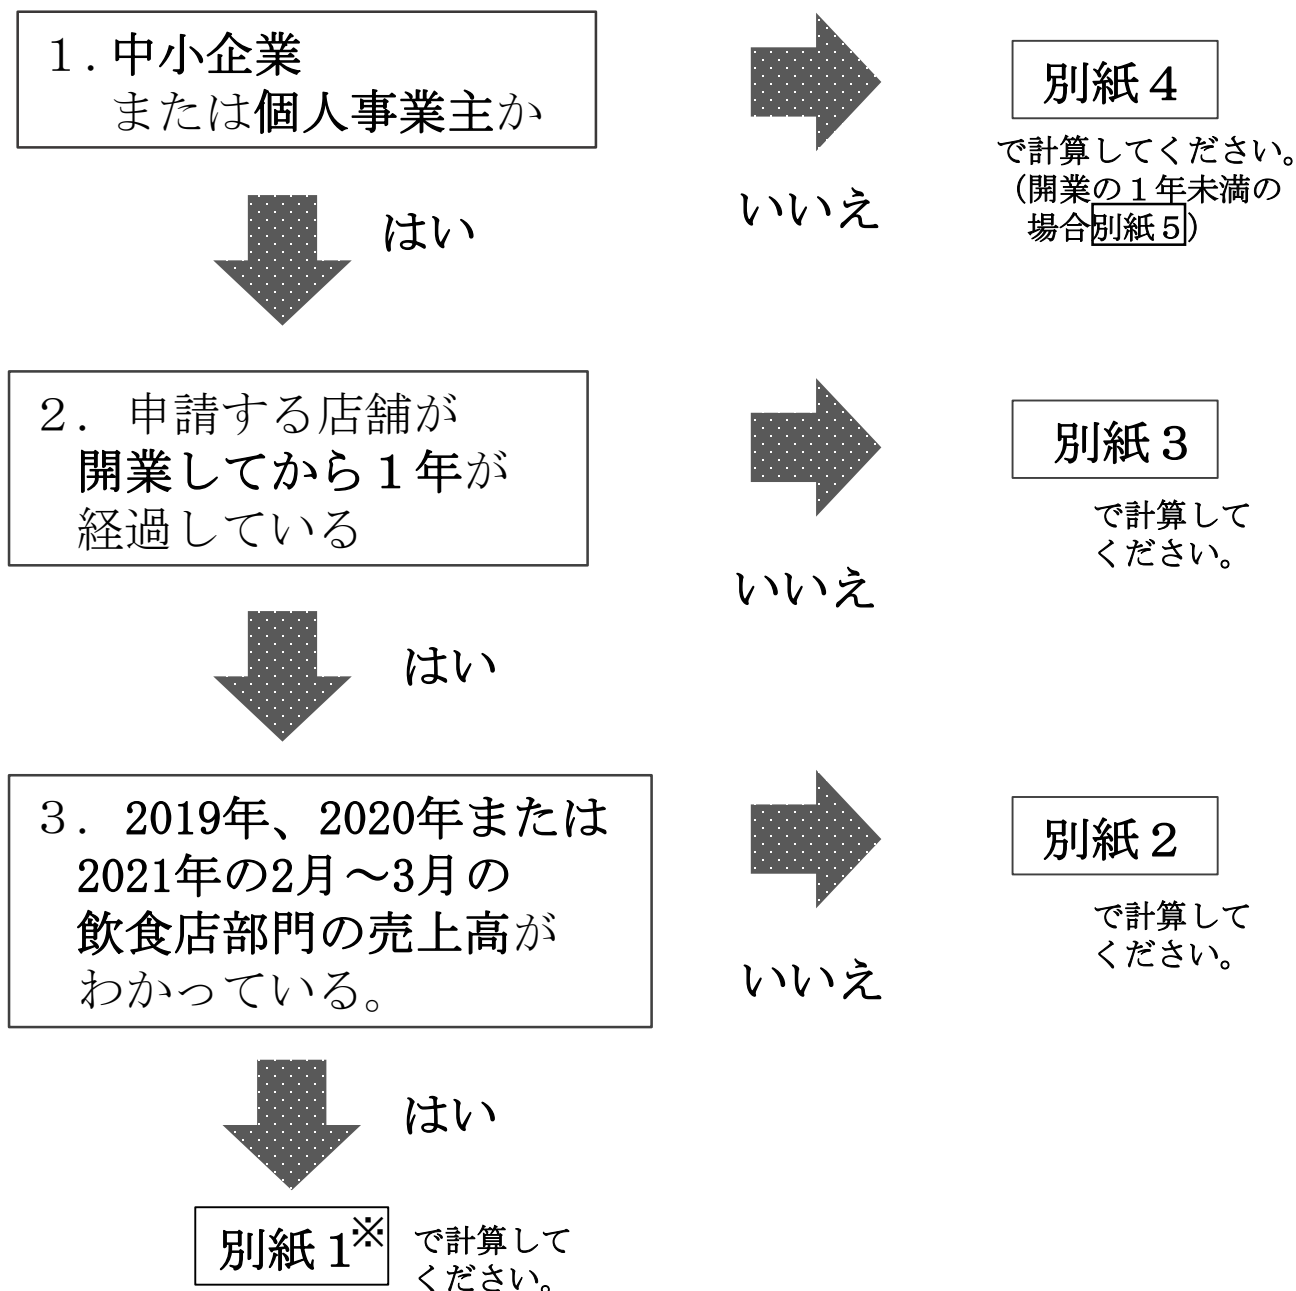 １. 中小企業
または個人事業主か
はい
いいえ
別紙４
で計算してください。
（開業の１年未満の
場合別紙５）
２．申請する店舗が
開業してから１年が
経過している
はい
いいえ
別紙３
で計算して
ください。
３．2019年、2020年または
2021年の2月～3月の
飲食店部門の売上高が
わかっている。
はい
いいえ
別紙２
で計算して
ください。
別紙１※
で計算して
ください。